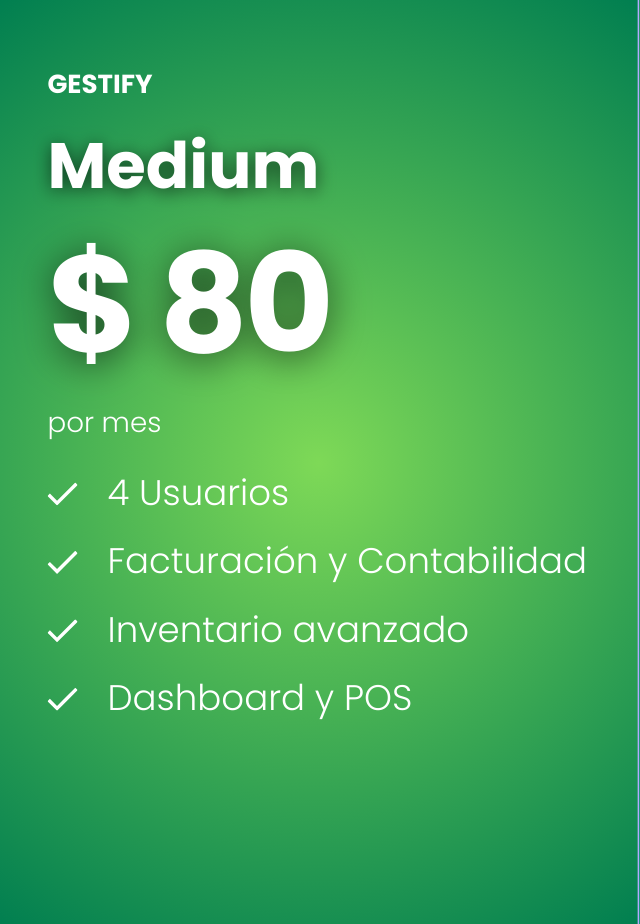 GESTIFY
Medium
$ 80
por mes
4 Usuarios
Facturación y Contabilidad
Inventario avanzado
Dashboard y POS